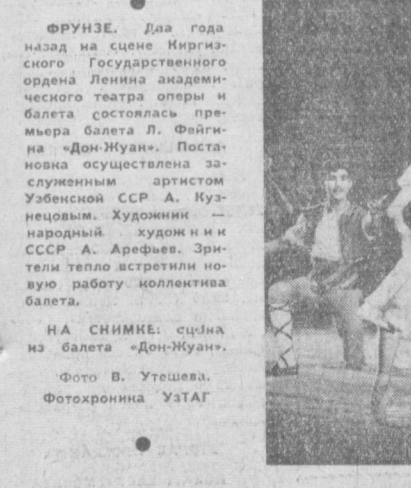 ФРУНЗЕ. Два года
назад на сцене Киргиз-
ского Государственного
ордена Ленина академи-
ческого театра оперы и
балета состоялась пре-
мьера балета Л. Фейги-
на «Дон-Жуан». Поста-
новка осуществлена за-
служенным артистом
Узбекской ССР А. Куз-
нецовым. Художник —
народный художник
СССР А. Арефьев. Зри-
тели тепло встретили но-
вую работу коллектива
балета.
НА СНИМКЕ: сцена
из балета «Дон-Жуан».
Фото В. Утешева.
Фотохроника УзТАГ